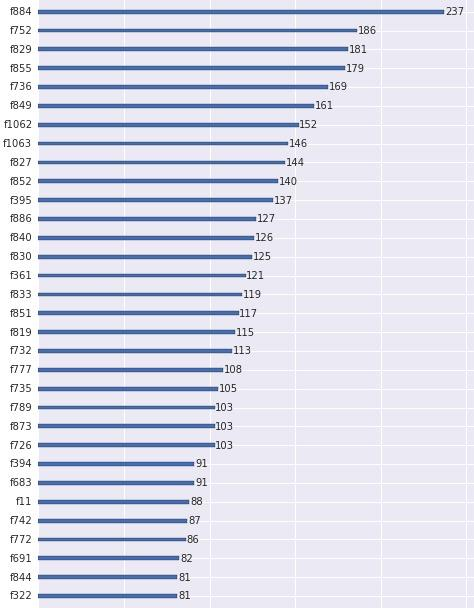 f884 237
f752 186
f829 181
f855 179
f736 169
f849 161
f1062 152
f1063 146
f827 144
f852 140
f395 137
f886 127
f840 126
f830 125
f361 121
f833 119
f851 117
f819 115
f732 113
f777 108
f735 105
f789 103
f873 103
f726 103
f394 91
f683 91
f11 88
f742 87
f772 86
f691 82
f844 81
f322 81